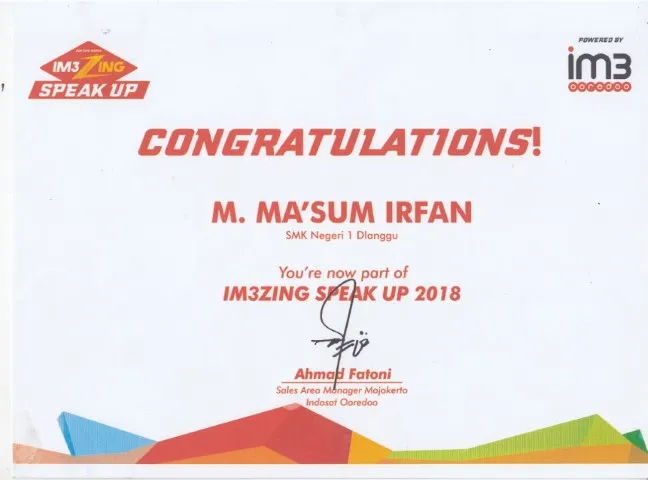 IM3ZING
SPEAK UP
POWERED BY
im3
ooredoo
CONGRATULATIONS!
M. MA'SUM IRFAN
SMK Negeri 1 Dlanggu
You're now part of
IM3ZING SPEAK UP 2018
Ahmad Fatoni
Sales Area Manager Mojokerto
Indosat Ooredoo